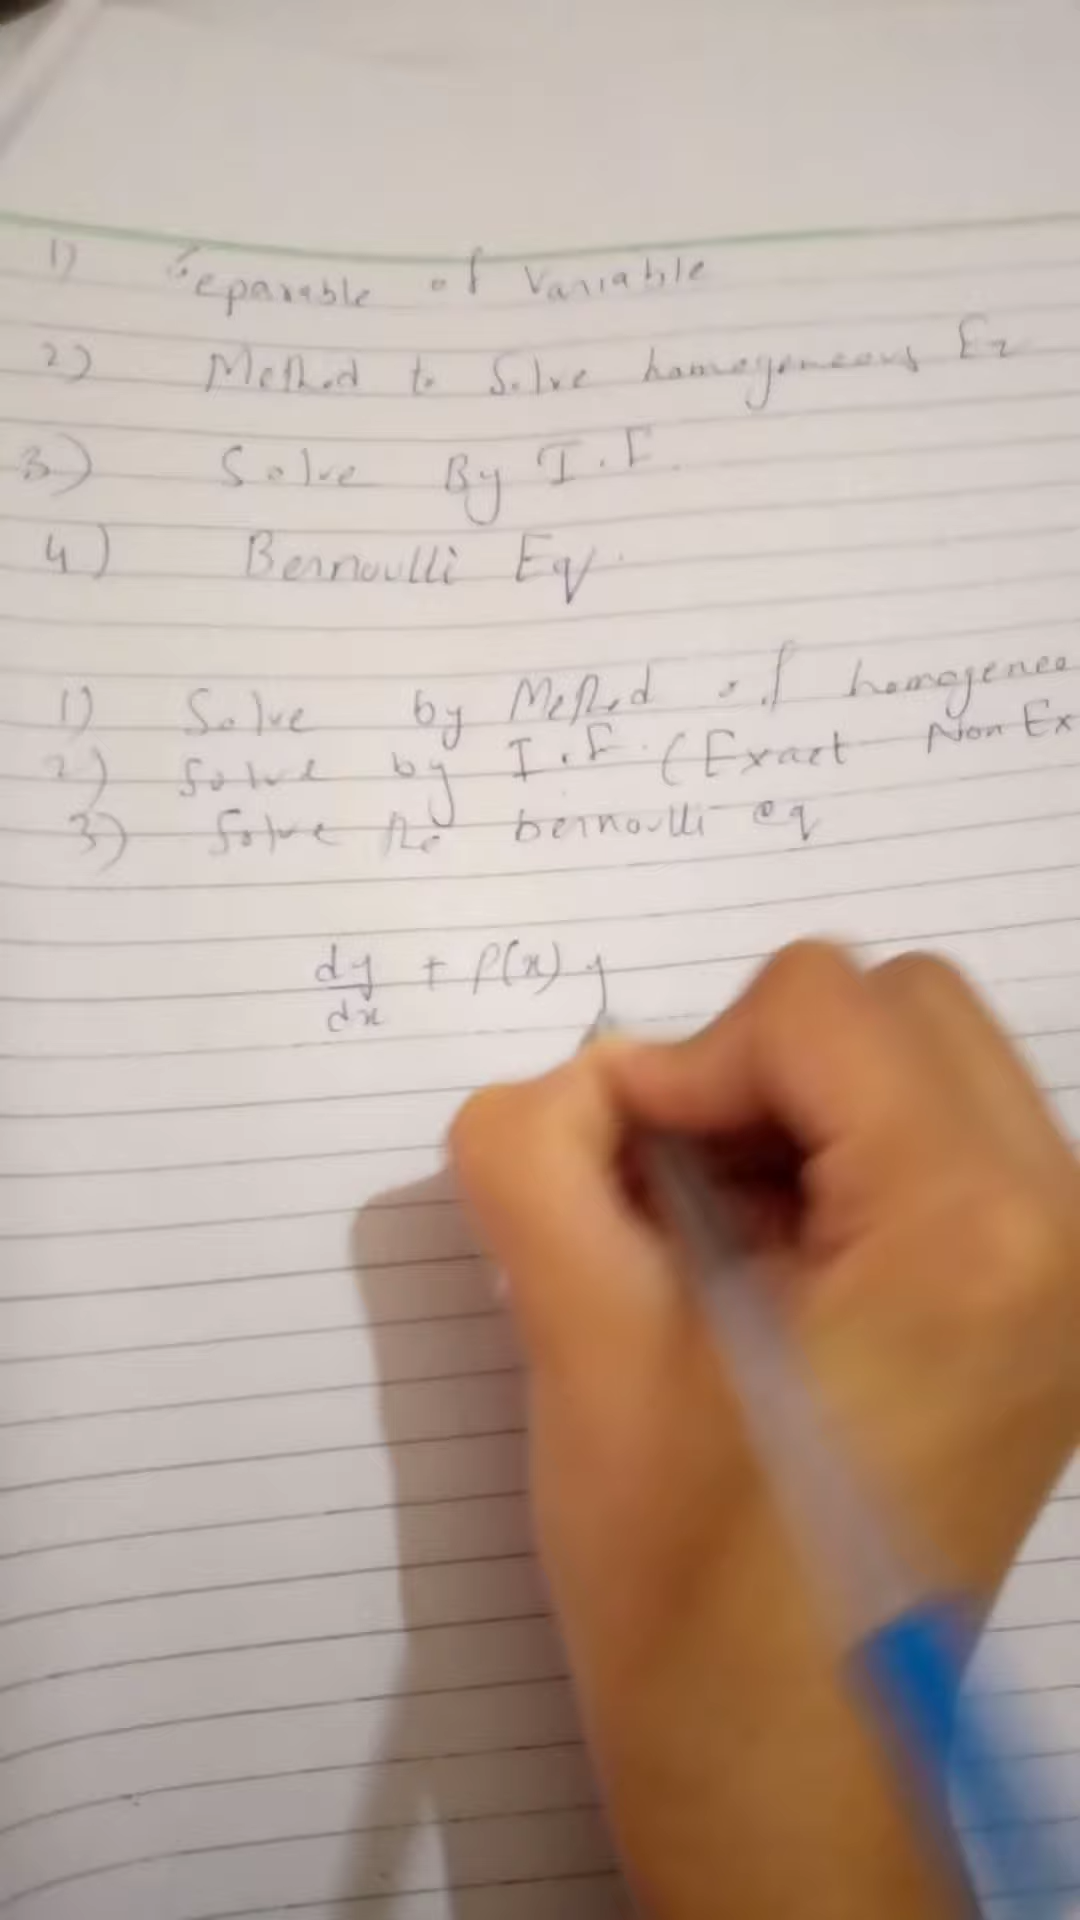 1) Separable of Variable
2) Method to Solve homogeneous Eq
3) Solve By I.F.
4) Bernoulli Eq.
1) Solve by Method of homogeneo
2) Solve by I.F. (Exact Non Ex
3) Solve the bernoulli eq
dy/dx + P(x) y